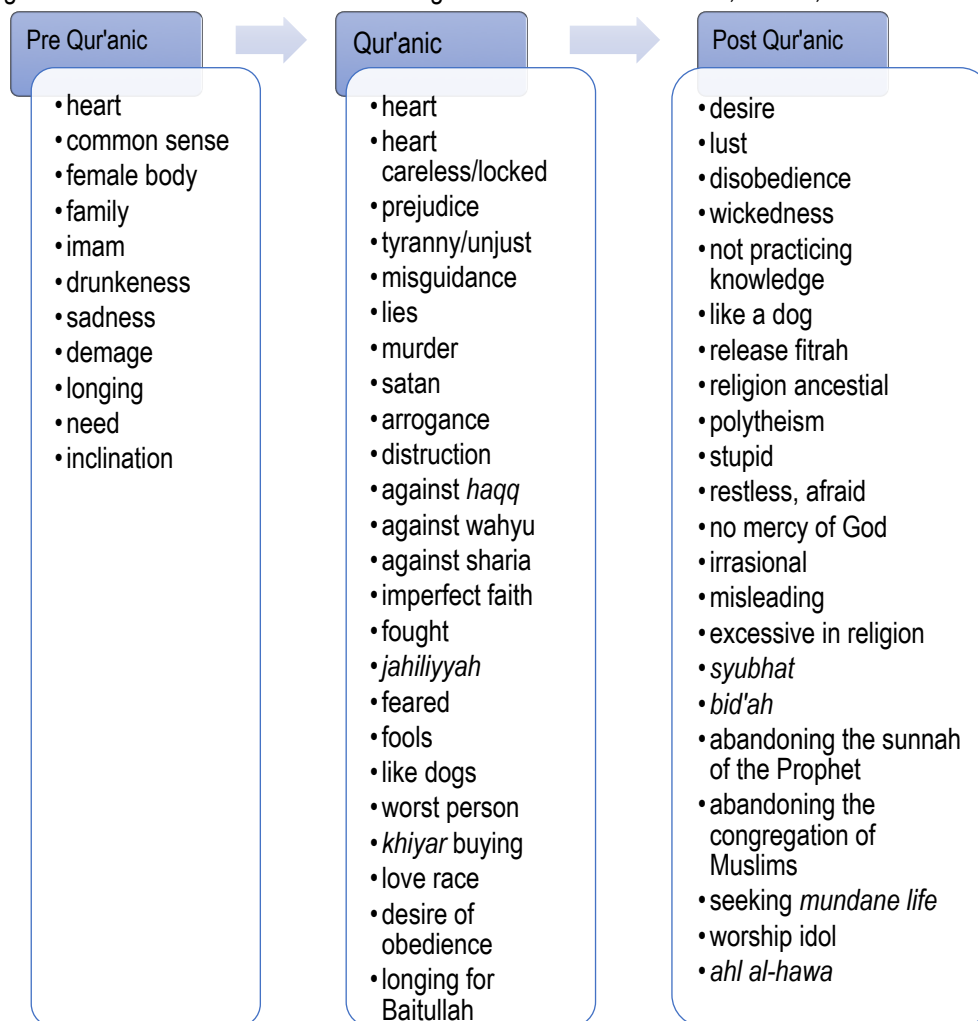 Pre Qur'anic
•heart
•common sense
•female body
•family
•imam
•drunkeness
•sadness
•demage
•longing
•need
•inclination
Qur'anic
•heart
•heart
careless/locked
•prejudice
•tyranny/unjust
•misguidance
•lies
•murder
•satan
•arrogance
•distruction
•against haqq
•against wahyu
•against sharia
•imperfect faith
•fought
•jahiliyyah
•feared
•fools
•like dogs
•worst person
•khiyar buying
•love race
•desire of
obedience
•longing for
Baitullah
Post Qur'anic
•desire
•lust
•disobedience
•wickedness
•not practicing
knowledge
•like a dog
•release fitrah
•religion ancestial
•polytheism
•stupid
•restless, afraid
•no mercy of God
•irrasional
•misleading
•excessive in religion
•syubhat
•bid'ah
•abandoning the sunnah
of the Prophet
•abandoning the
congregation of
Muslims
•seeking mundane life
•worship idol
•ahl al-hawa